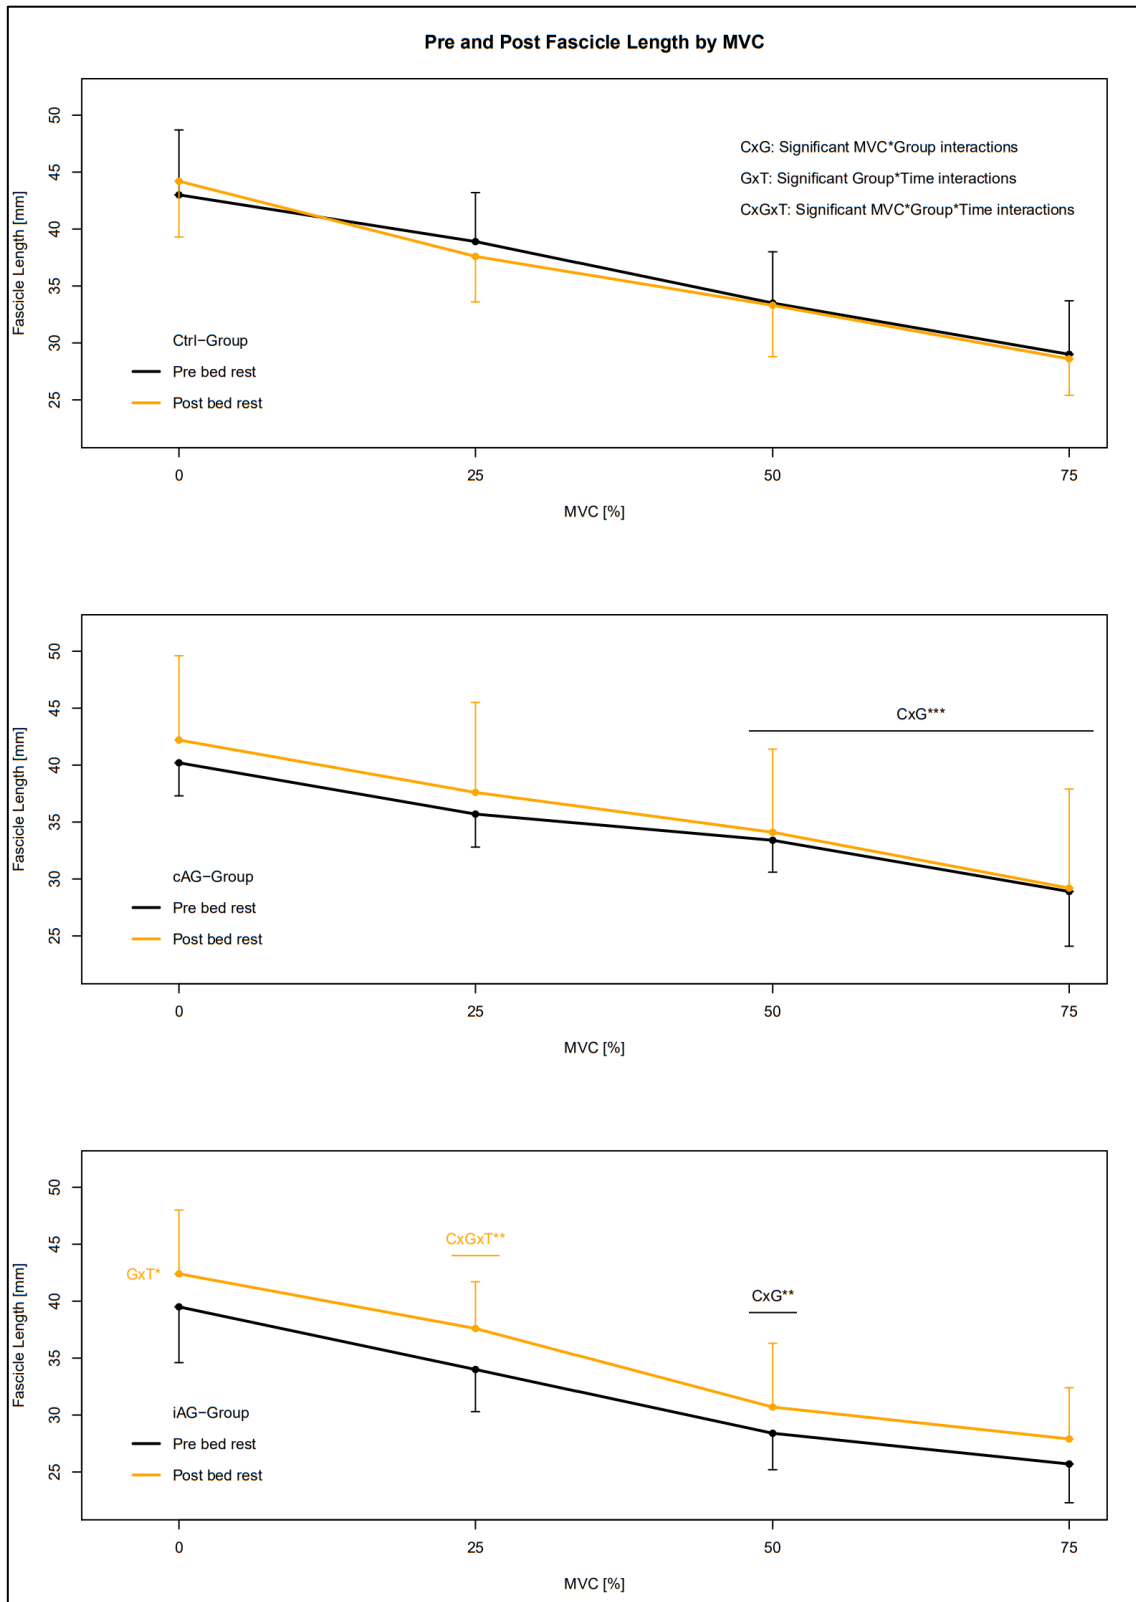 Pre and Post Fascicle Length by MVC
50
45
40
35
30
25
Fascicle Length [mm]
CxG: Significant MVC*Group interactions
GxT: Significant Group*Time interactions
CxGxT: Significant MVC*Group*Time interactions
Ctrl−Group
Pre bed rest
Post bed rest
0 25 50 75
MVC [%]
50
45
40
35
30
25
Fascicle Length [mm]
CxG***
cAG−Group
Pre bed rest
Post bed rest
0 25 50 75
MVC [%]
50
45
40
35
30
25
Fascicle Length [mm]
CxGxT**
GxT*
CxG**
iAG−Group
Pre bed rest
Post bed rest
0 25 50 75
MVC [%]